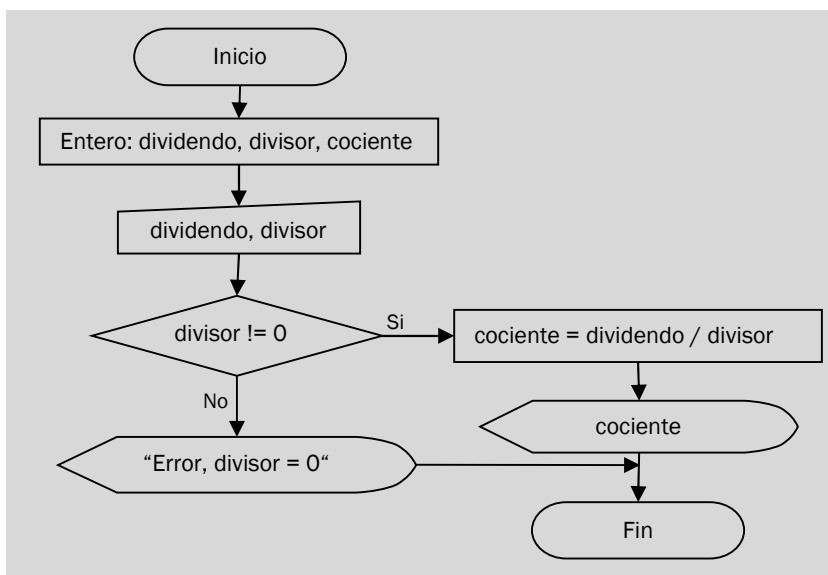 Inicio
Entero: dividendo, divisor, cociente
dividendo, divisor
divisor != 0
Si
cociente = dividendo / divisor
No
cociente
“Error, divisor = 0“
Fin